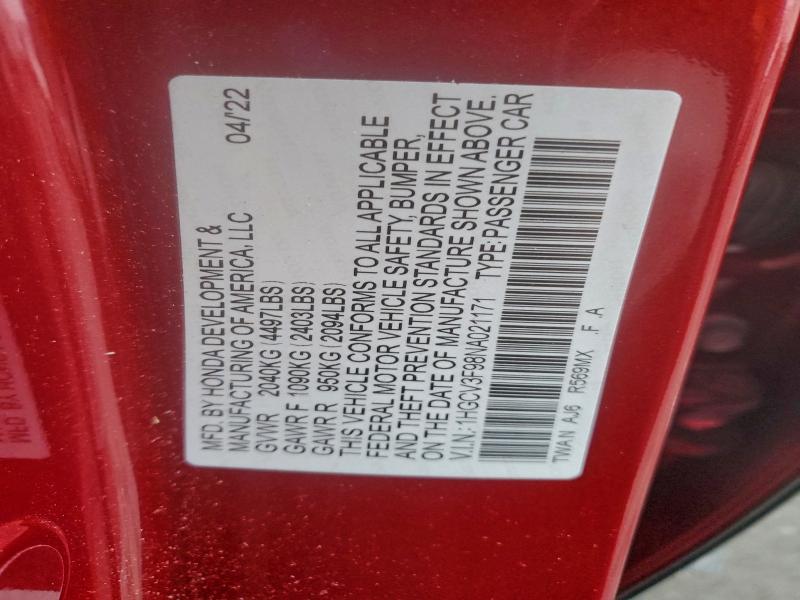 MFD. BY HONDA DEVELOPMENT &
MANUFACTURING OF AMERICA, LLC 04/'22
GVWR 2040KG (4497LBS)
GAWR F 1090KG (2403LBS)
GAWR R 950KG (2094LBS)
THIS VEHICLE CONFORMS TO ALL APPLICABLE
FEDERAL MOTOR VEHICLE SAFETY, BUMPER,
AND THEFT PREVENTION STANDARDS IN EFFECT
ON THE DATE OF MANUFACTURE SHOWN ABOVE.
V.I.N.:1HGCV3F98NA021171 TYPE:PASSENGER CAR
TWAN AJ6 R569MX .F .A